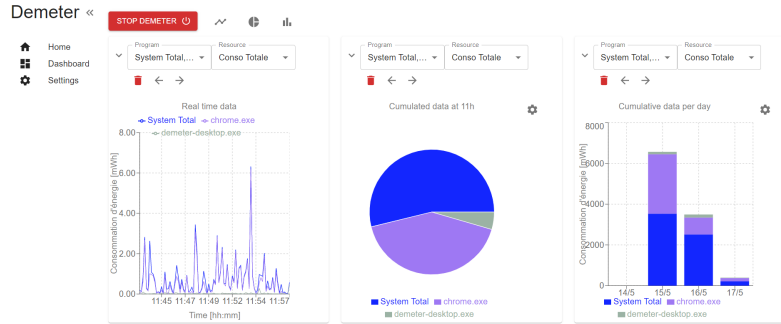 Demeter «
STOP DEMETER
Home
Dashboard
Settings
Program
System Total,...
Resource
Conso Totale
Real time data
System Total
chrome.exe
demeter-desktop.exe
Consommation d'énergie [mWh]
8.00
6.00
4.00
2.00
0.00
11:45 11:47 11:49 11:52 11:54 11:57
Time [hh:mm]
Program
System Total,...
Resource
Conso Totale
Cumulated data at 11h
System Total
chrome.exe
demeter-desktop.exe
Program
System Total,...
Resource
Conso Totale
Cumulative data per day
Consommation d'énergie [mWh]
8000
6000
4000
2000
0
14/5 15/5 16/5 17/5
System Total
chrome.exe
demeter-desktop.exe